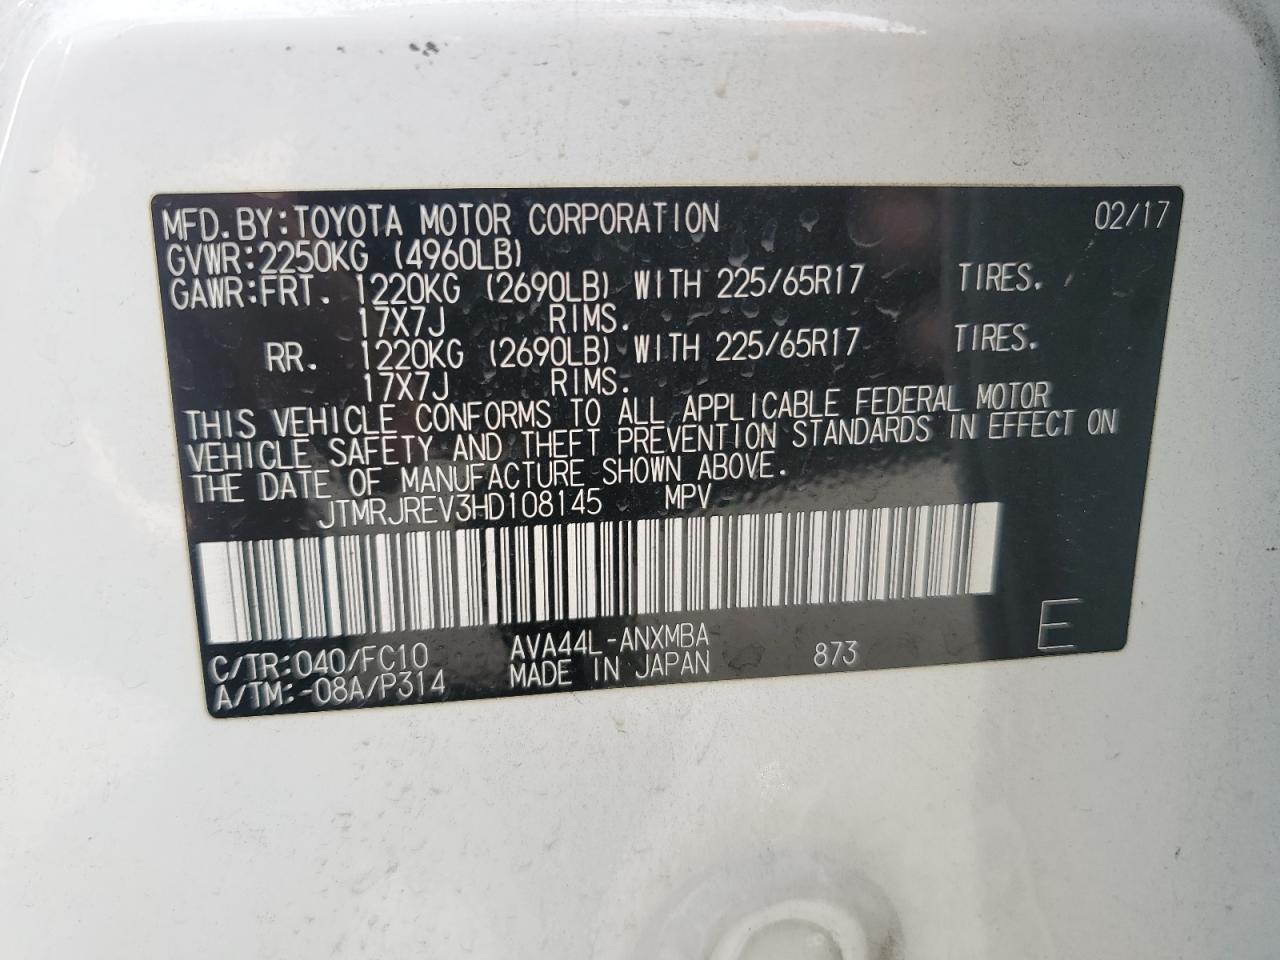 MFD. BY: TOYOTA MOTOR CORPORATION 02/17
GVWR: 2250KG (4960LB)
GAWR: FRT. 1220KG (2690LB) WITH 225/65R17 TIRES.
17X7J RIMS.
RR. 1220KG (2690LB) WITH 225/65R17 TIRES.
17X7J RIMS.
THIS VEHICLE CONFORMS TO ALL APPLICABLE FEDERAL MOTOR
VEHICLE SAFETY AND THEFT PREVENTION STANDARDS IN EFFECT ON
THE DATE OF MANUFACTURE SHOWN ABOVE.
JTMRJREV3HD108145 MPV
C/TR: 040/FC10 AVA44L-ANXMBA 873 E
A/TM: -08A/P314 MADE IN JAPAN